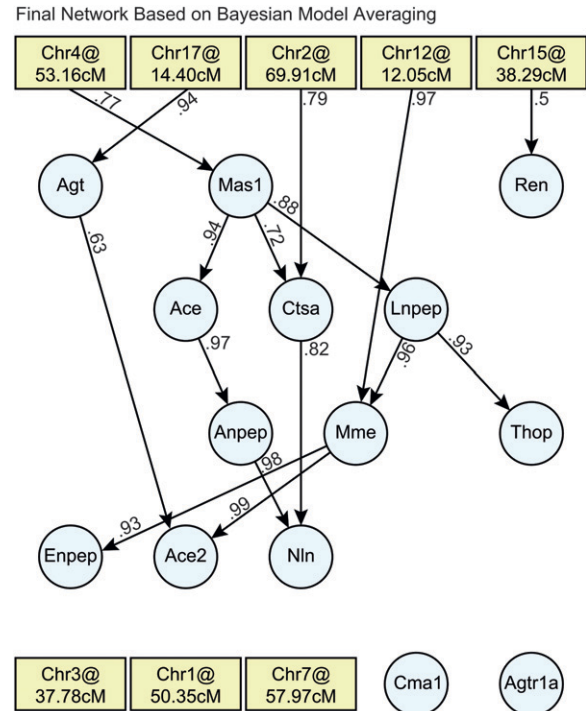 Final Network Based on Bayesian Model Averaging
Chr4@
53.16cM
Chr17@
14.40cM
Chr2@
69.91cM
Chr12@
12.05cM
Chr15@
38.29cM
.77
.94
.79
.97
.5
Agt
Mas1
Ren
.63
.94
.72
.88
Ace
Ctsa
Lnpep
.97
.82
.96
.93
Anpep
Mme
Thop
.98
.93
.99
Enpep
Ace2
Nln
Chr3@
37.78cM
Chr1@
50.35cM
Chr7@
57.97cM
Cma1
Agtr1a